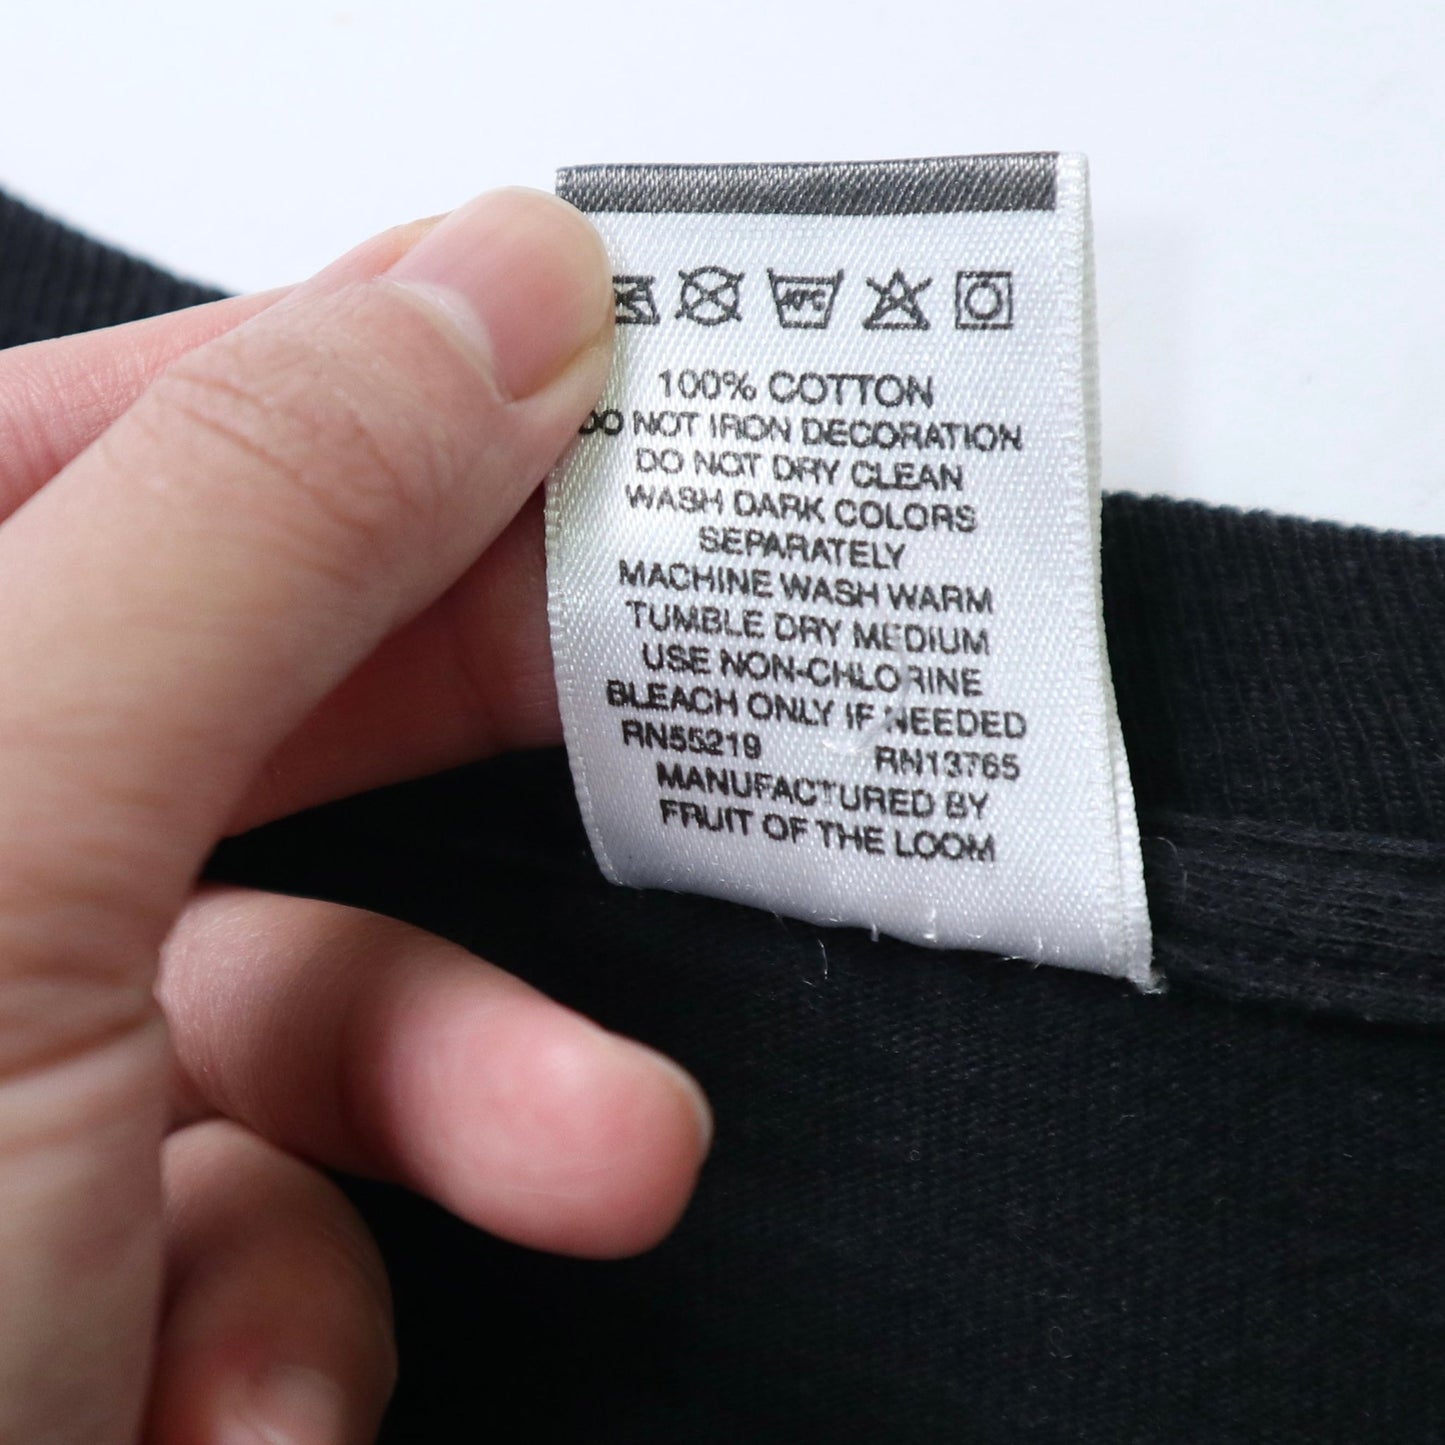 40°C
100% COTTON
DO NOT IRON DECORATION
DO NOT DRY CLEAN
WASH DARK COLORS
SEPARATELY
MACHINE WASH WARM
TUMBLE DRY MEDIUM
USE NON-CHLORINE
BLEACH ONLY IF NEEDED
RN55219 RN13765
MANUFACTURED BY
FRUIT OF THE LOOM